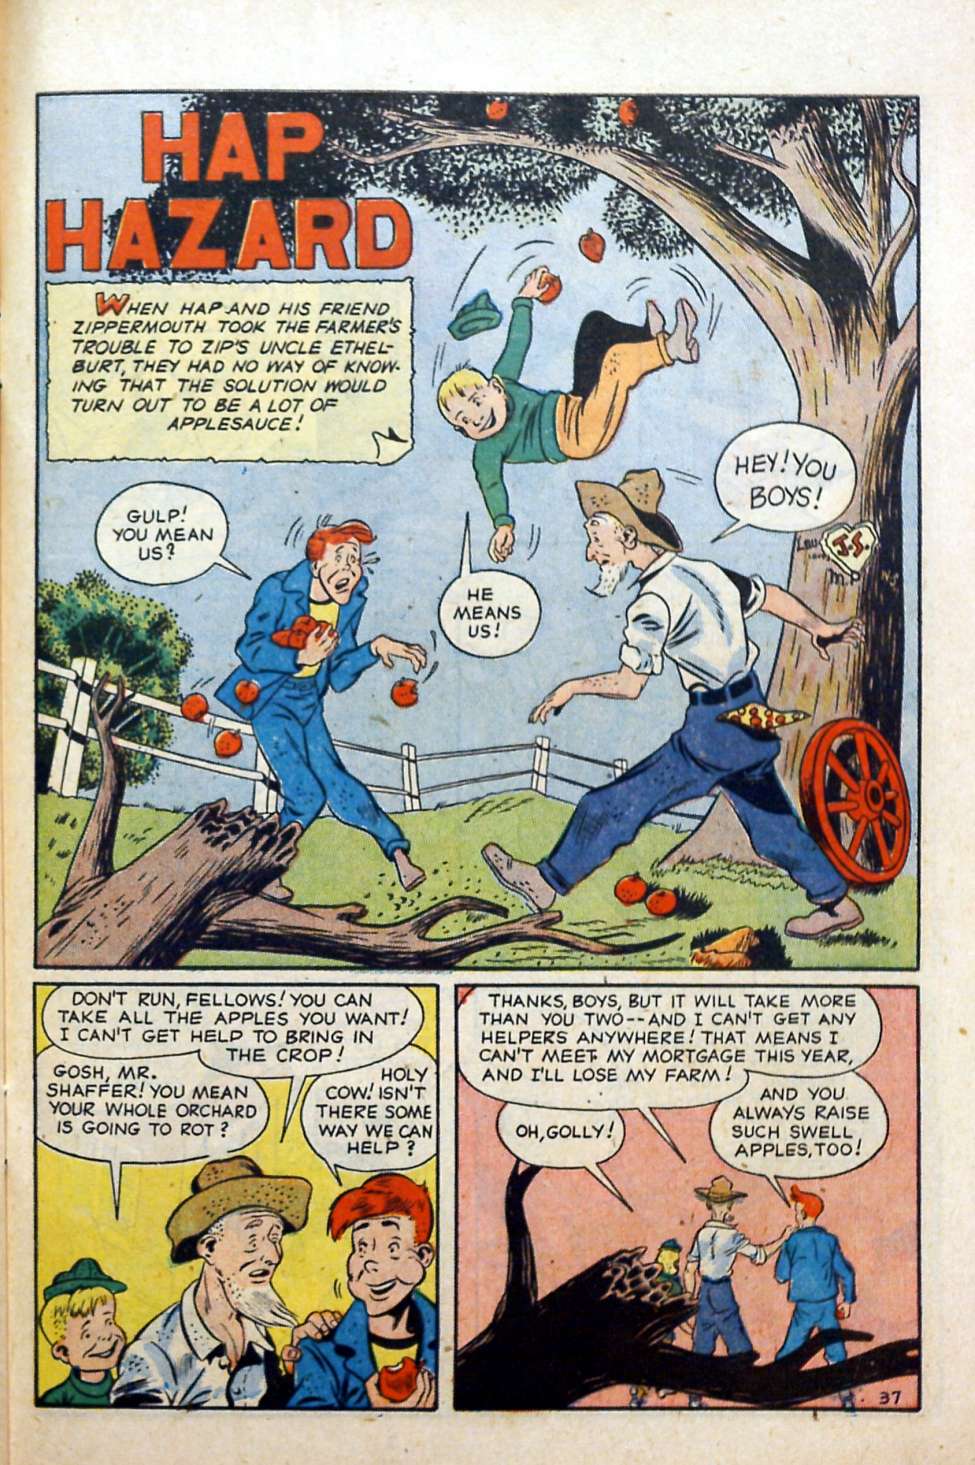 HAP
HAZARD
WHEN HAP AND HIS FRIEND
ZIPPERMOUTH TOOK THE FARMER'S
TROUBLE TO ZIP'S UNCLE ETHEL-
BURT, THEY HAD NO WAY OF KNOW-
ING THAT THE SOLUTION WOULD
TURN OUT TO BE A LOT OF
APPLESAUCE!
HEY! YOU
BOYS!
GULP!
YOU MEAN
US?
HE
MEANS
US!
J.S.
M.P
DON'T RUN, FELLOWS! YOU CAN
TAKE ALL THE APPLES YOU WANT!
I CAN'T GET HELP TO BRING IN
THE CROP!
GOSH, MR.
SHAFFER! YOU MEAN
YOUR WHOLE ORCHARD
IS GOING TO ROT?
HOLY
COW! ISN'T
THERE SOME
WAY WE CAN
HELP?
THANKS, BOYS, BUT IT WILL TAKE MORE
THAN YOU TWO--AND I CAN'T GET ANY
HELPERS ANYWHERE! THAT MEANS I
CAN'T MEET MY MORTGAGE THIS YEAR,
AND I'LL LOSE MY FARM!
OH, GOLLY!
AND YOU
ALWAYS RAISE
SUCH SWELL
APPLES, TOO!
37